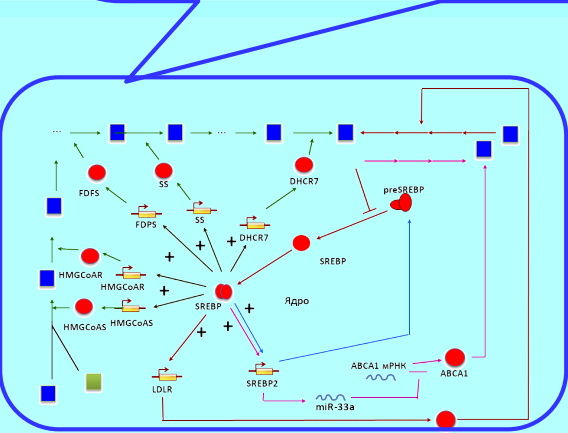 ...
...
DHCR7
preSREBP
FDFS
SS
SS
FDPS
DHCR7
+
+
SREBP
+
HMGCoAR
HMGCoAR
+
SREBP
Ядро
+
HMGCoAS
HMGCoAS
+
+
ABCA1 мРНК
ABCA1
LDLR
SREBP2
miR-33a